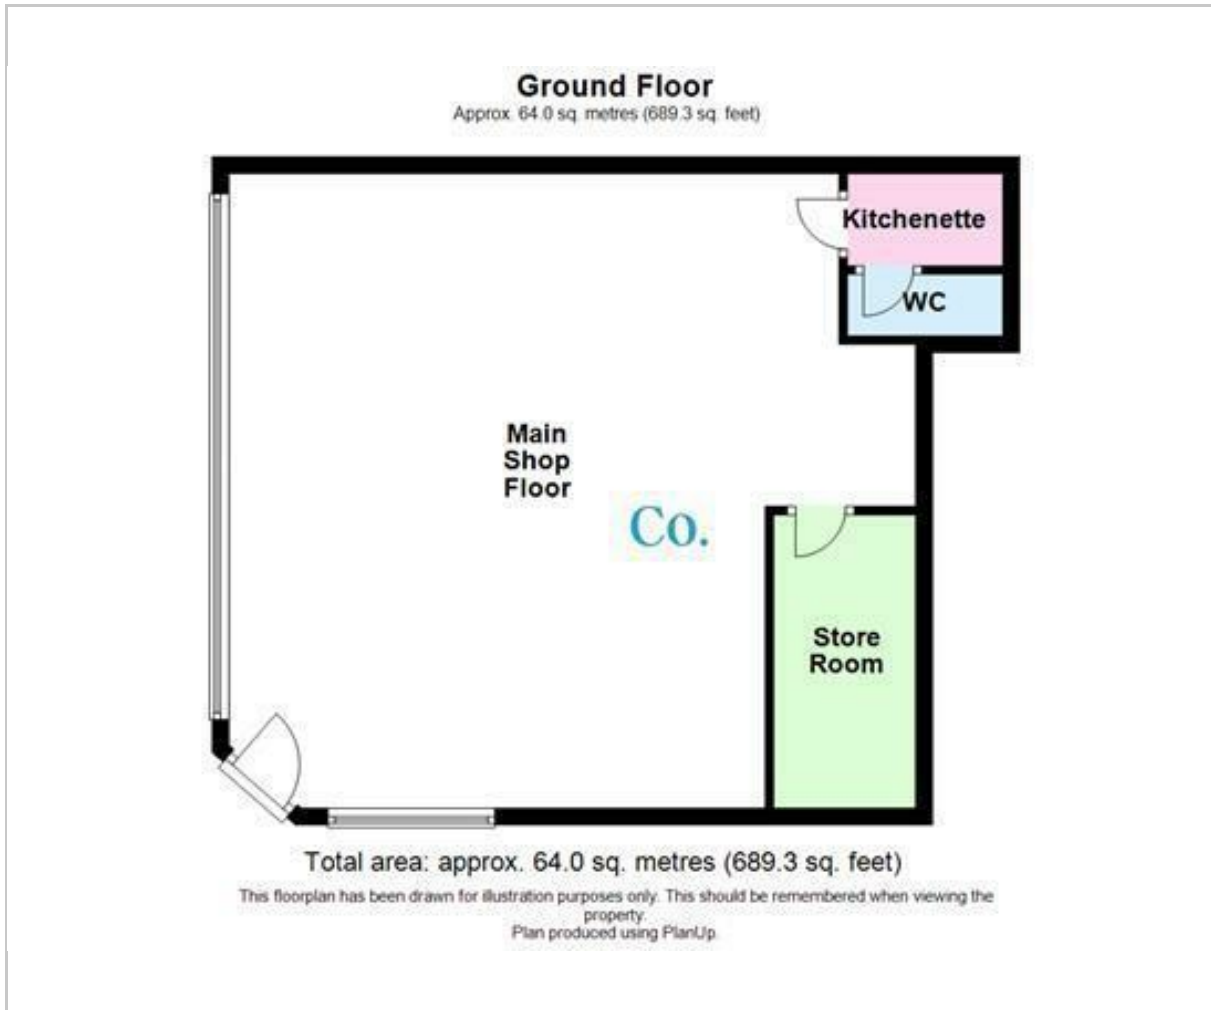 Ground Floor
Approx. 64.0 sq. metres (689.3 sq. feet)
Kitchenette
WC
Main
Shop
Floor
Co.
Store
Room
Total area: approx. 64.0 sq. metres (689.3 sq. feet)
This floorplan has been drawn for illustration purposes only. This should be remembered when viewing the
property.
Plan produced using PlanUp.